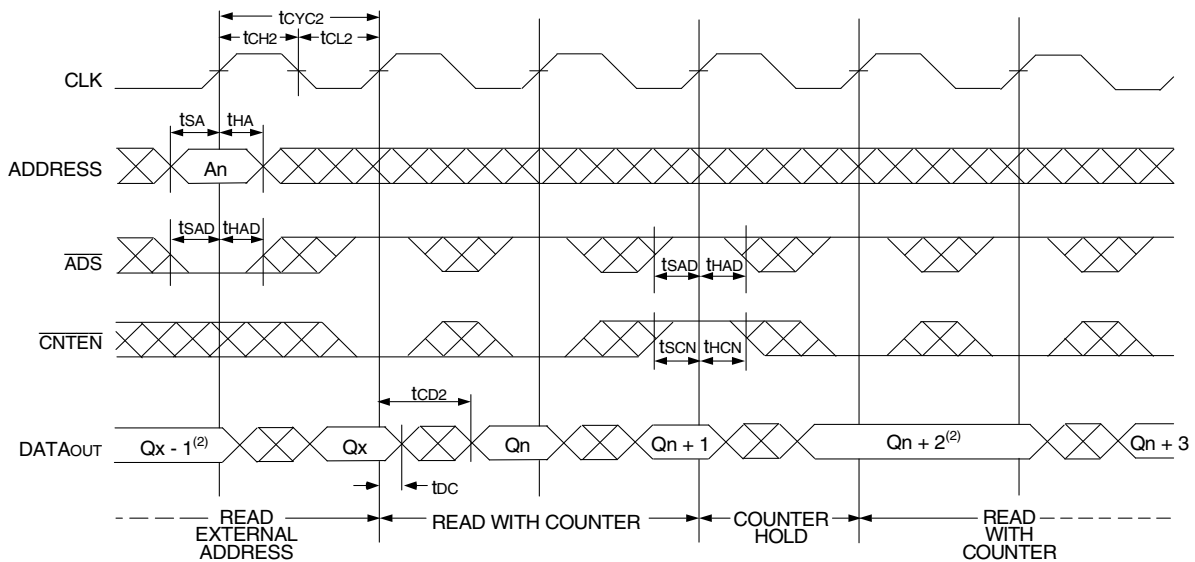 tCYC2
tCH2 tCL2
CLK
tSA tHA
ADDRESS An
tSAD tHAD
ADS
tSAD tHAD
CNTEN
tSCN tHCN
tCD2
DATAOUT Qx - 1(2) Qx Qn Qn + 1 Qn + 2(2) Qn + 3
tDC
READ EXTERNAL ADDRESS
READ WITH COUNTER
COUNTER HOLD
READ WITH COUNTER